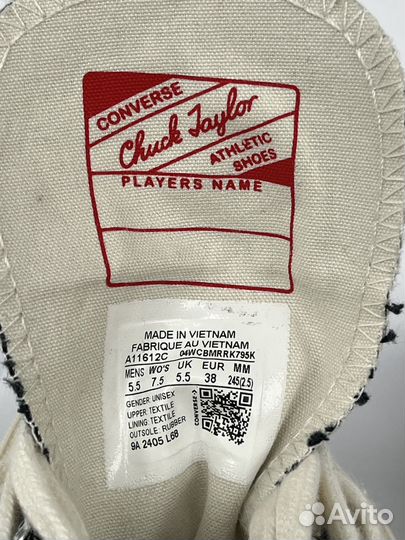 CONVERSE
Chuck Taylor
ATHLETIC
SHOES
PLAYERS NAME
MADE IN VIETNAM
FABRIQUE AU VIETNAM
A11612C 04WCBMRRK795K
MENS WO'S UK EUR MM
5.5 7.5 5.5 38 245(2.5)
GENDER: UNISEX
UPPER: TEXTILE
LINING: TEXTILE
OUTSOLE: RUBBER
9A 2405 L68
Avito